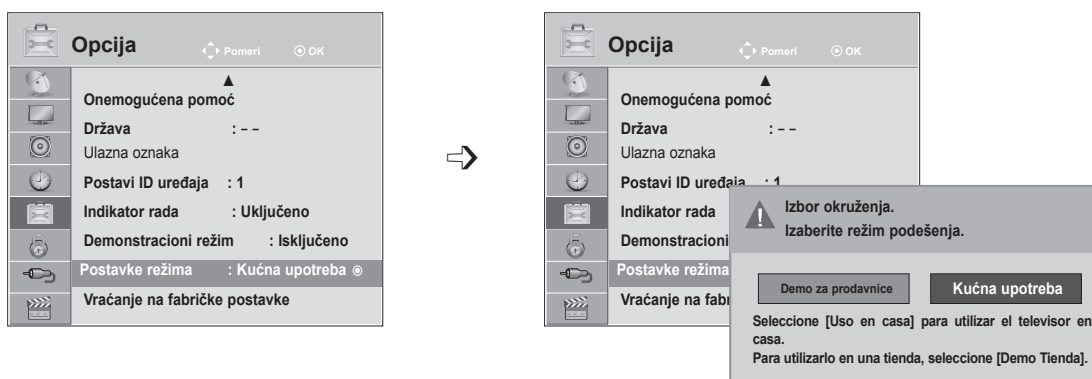 Opcija
Pomeri
OK
Onemogućena pomoć
Država : – –
Ulazna oznaka
Postavi ID uređaja : 1
Indikator rada : Uključeno
Demonstracioni režim : Isključeno
Postavke režima : Kućna upotreba
Vraćanje na fabričke postavke
Opcija
Pomeri
OK
Onemogućena pomoć
Država : – –
Ulazna oznaka
Postavi ID uređaja : 1
Indikator rada
Demonstracioni
Postavke režima
Vraćanje na fabr
Izbor okruženja.
Izaberite režim podešenja.
Demo za prodavnice
Kućna upotreba
Seleccione [Uso en casa] para utilizar el televisor en
casa.
Para utilizarlo en una tienda, seleccione [Demo Tienda].